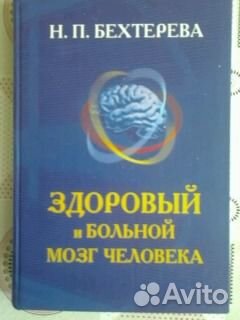 Н. П. БЕХТЕРЕВА
ЗДОРОВЫЙ
и БОЛЬНОЙ
МОЗГ ЧЕЛОВЕКА
Avito